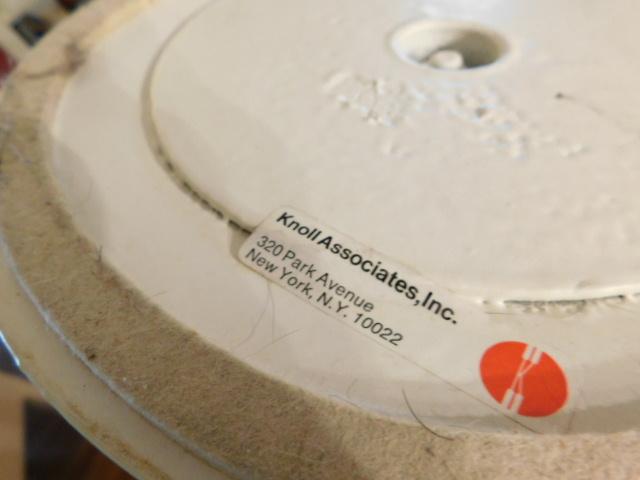 Knoll Associates, Inc.
320 Park Avenue
New York, N.Y. 10022